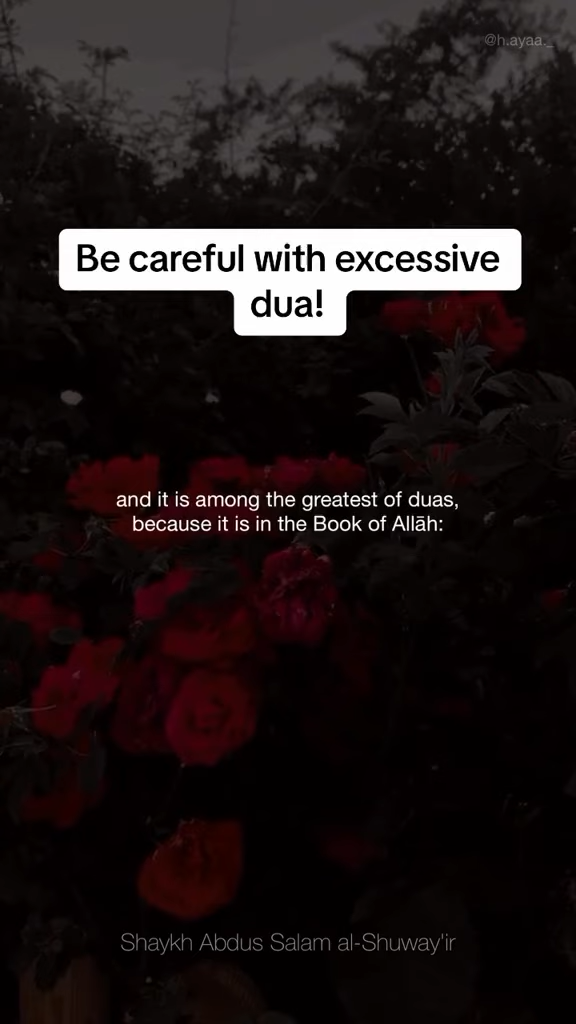 @h.ayaa._
Be careful with excessive
dua!
and it is among the greatest of duas,
because it is in the Book of Allāh:
Shaykh Abdus Salam al-Shuway'ir